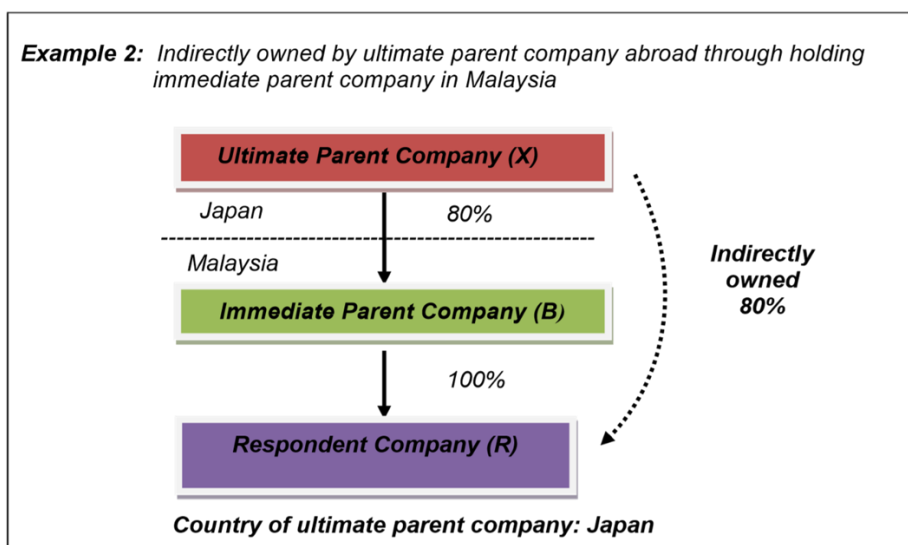 Example 2: Indirectly owned by ultimate parent company abroad through holding
immediate parent company in Malaysia
Ultimate Parent Company (X)
Japan
80%
Malaysia
Indirectly
owned
80%
Immediate Parent Company (B)
100%
Respondent Company (R)
Country of ultimate parent company: Japan